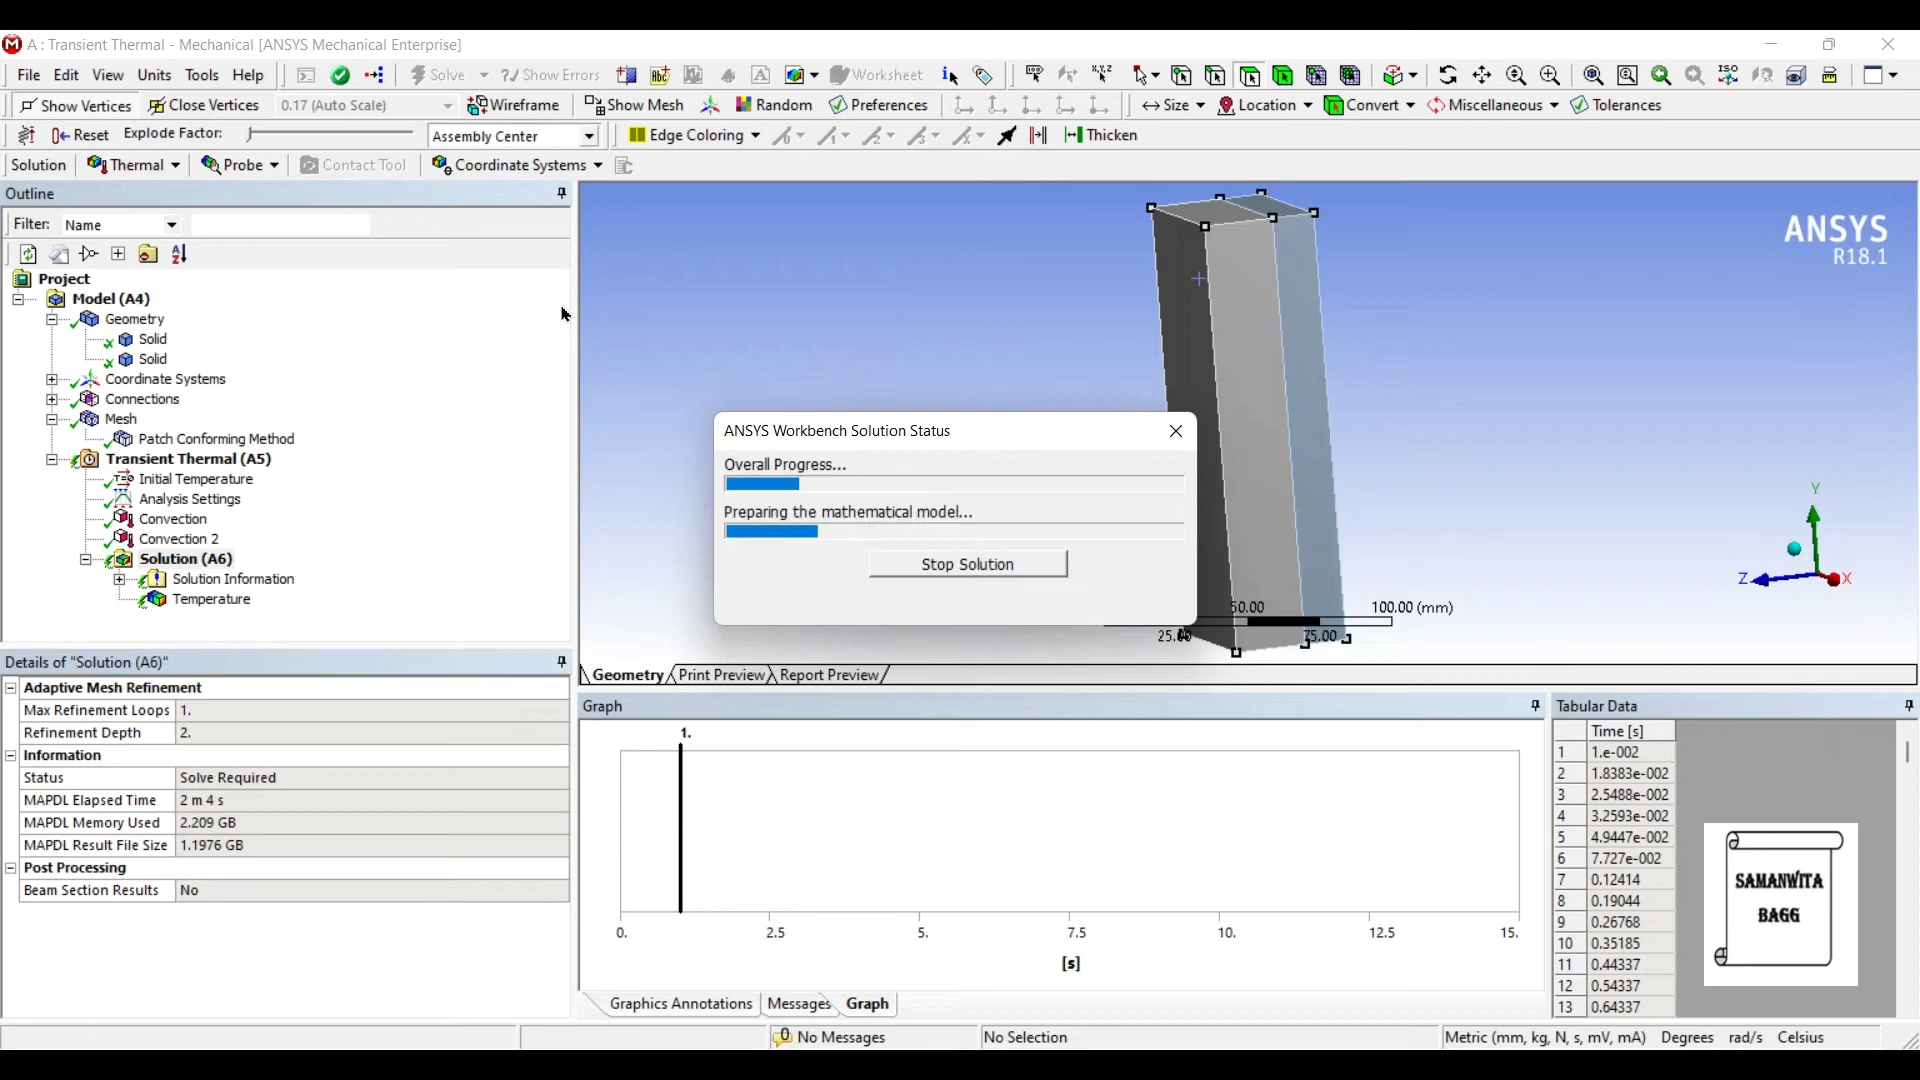 A : Transient Thermal - Mechanical [ANSYS Mechanical Enterprise]
File Edit View Units Tools Help Solve ?/ Show Errors Worksheet
Show Vertices Close Vertices 0.17 (Auto Scale) Wireframe Show Mesh Random Preferences Size Location Convert Miscellaneous Tolerances
Reset Explode Factor: Assembly Center Edge Coloring Thicken
Solution Thermal Probe Contact Tool Coordinate Systems
Outline
Filter: Name
Project
Model (A4)
Geometry
Solid
Solid
Coordinate Systems
Connections
Mesh
Patch Conforming Method
Transient Thermal (A5)
Initial Temperature
Analysis Settings
Convection
Convection 2
Solution (A6)
Solution Information
Temperature
ANSYS
R18.1
ANSYS Workbench Solution Status
Overall Progress...
Preparing the mathematical model...
Stop Solution
Y
Z
X
50.00 100.00 (mm)
25.00 75.00
Geometry Print Preview Report Preview
Details of "Solution (A6)"
Adaptive Mesh Refinement
Max Refinement Loops 1.
Refinement Depth 2.
Information
Status Solve Required
MAPDL Elapsed Time 2 m 4 s
MAPDL Memory Used 2.209 GB
MAPDL Result File Size 1.1976 GB
Post Processing
Beam Section Results No
Graph
1.
0. 2.5 5. 7.5 10. 12.5 15.
[s]
Graphics Annotations Messages Graph
Tabular Data
Time [s]
1 1.e-002
2 1.8383e-002
3 2.5488e-002
4 3.2593e-002
5 4.9447e-002
6 7.727e-002
7 0.12414
8 0.19044
9 0.26768
10 0.35185
11 0.44337
12 0.54337
13 0.64337
SAMANWITA
BAGG
No Messages No Selection Metric (mm, kg, N, s, mV, mA) Degrees rad/s Celsius